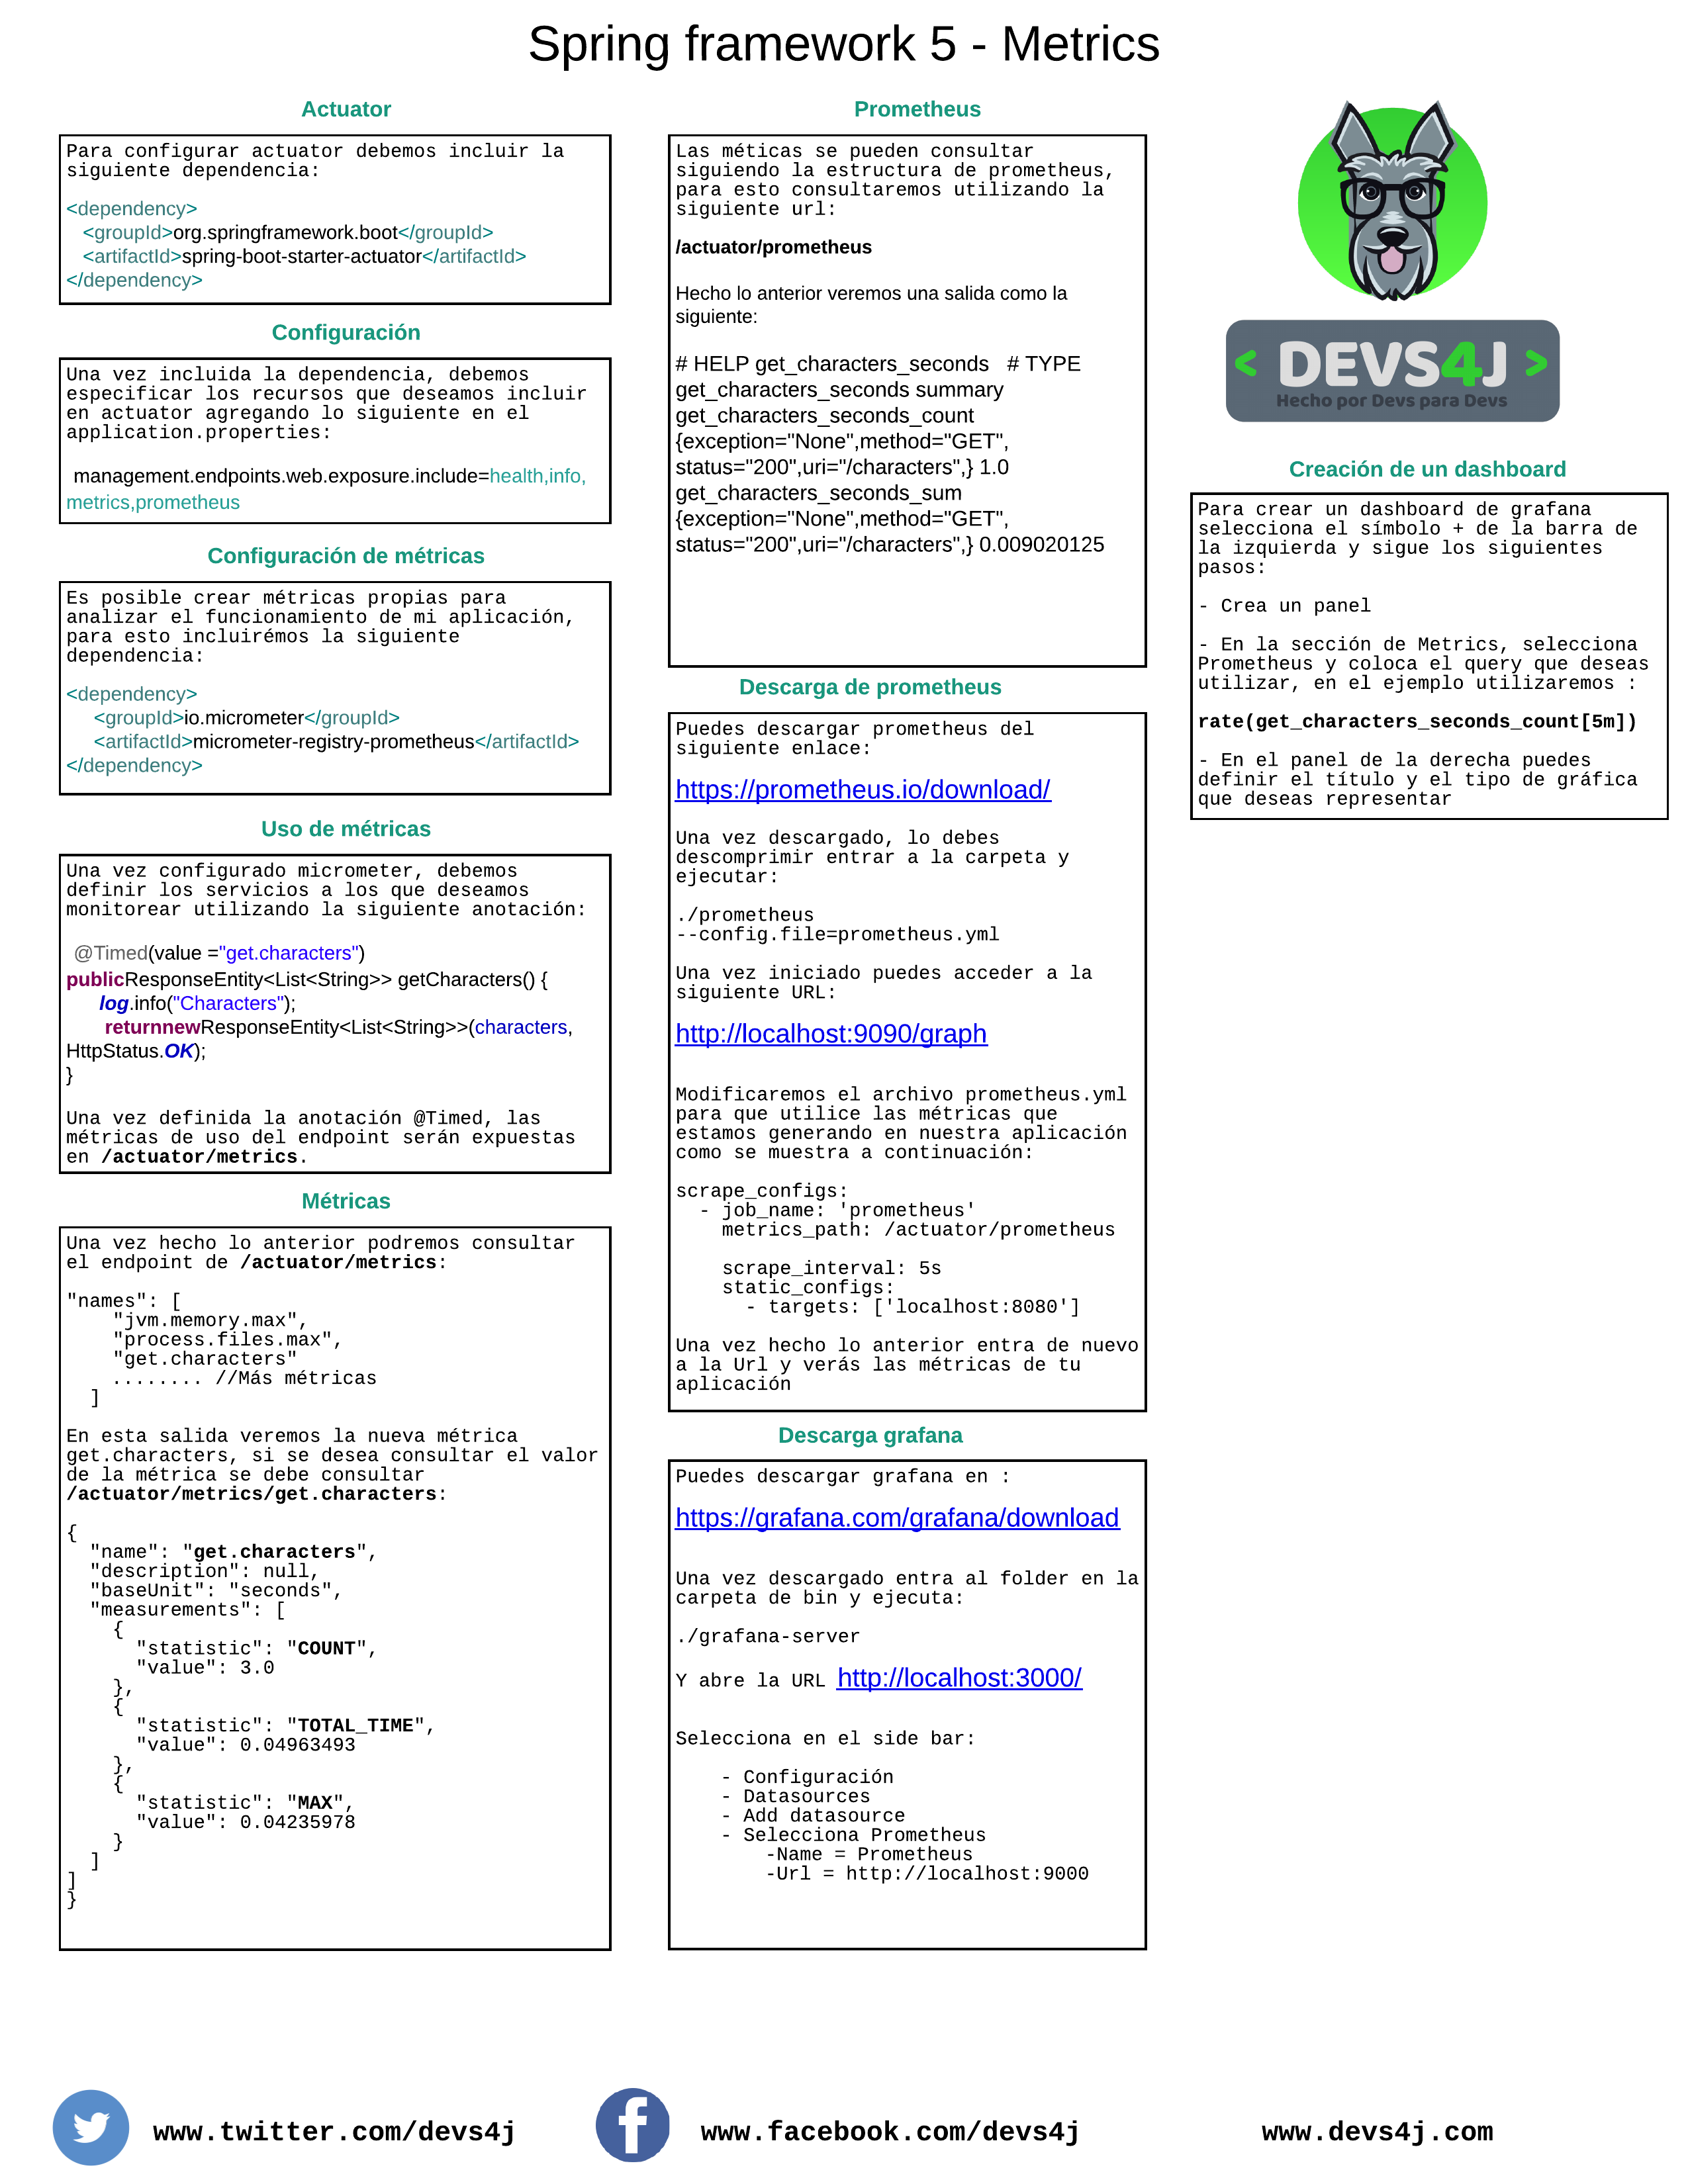 Spring framework 5 - Metrics
Actuator
Para configurar actuator debemos incluir la
siguiente dependencia:
<dependency>
<groupId>org.springframework.boot</groupId>
<artifactId>spring-boot-starter-actuator</artifactId>
</dependency>
Configuración
Una vez incluida la dependencia, debemos
especificar los recursos que deseamos incluir
en actuator agregando lo siguiente en el
application.properties:
management.endpoints.web.exposure.include=health,info,
metrics,prometheus
Configuración de métricas
Es posible crear métricas propias para
analizar el funcionamiento de mi aplicación,
para esto incluirémos la siguiente
dependencia:
<dependency>
<groupId>io.micrometer</groupId>
<artifactId>micrometer-registry-prometheus</artifactId>
</dependency>
Uso de métricas
Una vez configurado micrometer, debemos
definir los servicios a los que deseamos
monitorear utilizando la siguiente anotación:
@Timed(value ="get.characters")
publicResponseEntity<List<String>> getCharacters() {
log.info("Characters");
returnnewResponseEntity<List<String>>(characters,
HttpStatus.OK);
}
Una vez definida la anotación @Timed, las
métricas de uso del endpoint serán expuestas
en /actuator/metrics.
Métricas
Una vez hecho lo anterior podremos consultar
el endpoint de /actuator/metrics:
"names": [
"jvm.memory.max",
"process.files.max",
"get.characters"
........ //Más métricas
]
En esta salida veremos la nueva métrica
get.characters, si se desea consultar el valor
de la métrica se debe consultar
/actuator/metrics/get.characters:
{
"name": "get.characters",
"description": null,
"baseUnit": "seconds",
"measurements": [
{
"statistic": "COUNT",
"value": 3.0
},
{
"statistic": "TOTAL_TIME",
"value": 0.04963493
},
{
"statistic": "MAX",
"value": 0.04235978
}
]
]
}
Prometheus
Las méticas se pueden consultar
siguiendo la estructura de prometheus,
para esto consultaremos utilizando la
siguiente url:
/actuator/prometheus
Hecho lo anterior veremos una salida como la
siguiente:
# HELP get_characters_seconds # TYPE
get_characters_seconds summary
get_characters_seconds_count
{exception="None",method="GET",
status="200",uri="/characters",} 1.0
get_characters_seconds_sum
{exception="None",method="GET",
status="200",uri="/characters",} 0.009020125
Descarga de prometheus
Puedes descargar prometheus del
siguiente enlace:
https://prometheus.io/download/
Una vez descargado, lo debes
descomprimir entrar a la carpeta y
ejecutar:
./prometheus
--config.file=prometheus.yml
Una vez iniciado puedes acceder a la
siguiente URL:
http://localhost:9090/graph
Modificaremos el archivo prometheus.yml
para que utilice las métricas que
estamos generando en nuestra aplicación
como se muestra a continuación:
scrape_configs:
- job_name: 'prometheus'
metrics_path: /actuator/prometheus
scrape_interval: 5s
static_configs:
- targets: ['localhost:8080']
Una vez hecho lo anterior entra de nuevo
a la Url y verás las métricas de tu
aplicación
Descarga grafana
Puedes descargar grafana en :
https://grafana.com/grafana/download
Una vez descargado entra al folder en la
carpeta de bin y ejecuta:
./grafana-server
Y abre la URL http://localhost:3000/
Selecciona en el side bar:
- Configuración
- Datasources
- Add datasource
- Selecciona Prometheus
-Name = Prometheus
-Url = http://localhost:9000
< DEVS4J >
Hecho por Devs para Devs
Creación de un dashboard
Para crear un dashboard de grafana
selecciona el símbolo + de la barra de
la izquierda y sigue los siguientes
pasos:
- Crea un panel
- En la sección de Metrics, selecciona
Prometheus y coloca el query que deseas
utilizar, en el ejemplo utilizaremos :
rate(get_characters_seconds_count[5m])
- En el panel de la derecha puedes
definir el título y el tipo de gráfica
que deseas representar
www.twitter.com/devs4j
www.facebook.com/devs4j
www.devs4j.com